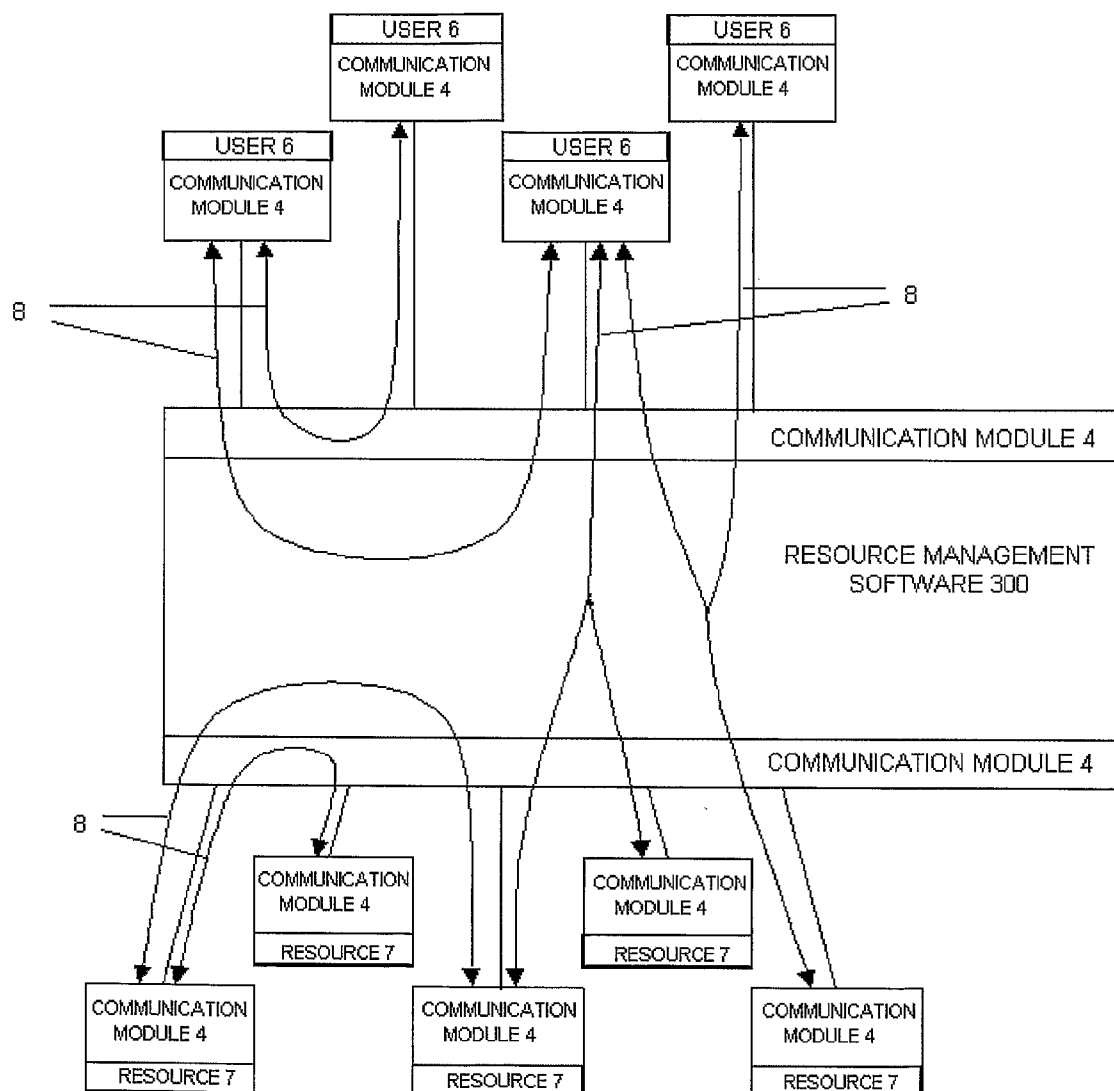 USER 6
COMMUNICATION
MODULE 4
USER 6
COMMUNICATION
MODULE 4
USER 6
COMMUNICATION
MODULE 4
USER 6
COMMUNICATION
MODULE 4
8
8
COMMUNICATION MODULE 4
RESOURCE MANAGEMENT
SOFTWARE 300
COMMUNICATION MODULE 4
8
COMMUNICATION
MODULE 4
RESOURCE 7
COMMUNICATION
MODULE 4
RESOURCE 7
COMMUNICATION
MODULE 4
RESOURCE 7
COMMUNICATION
MODULE 4
RESOURCE 7
COMMUNICATION
MODULE 4
RESOURCE 7